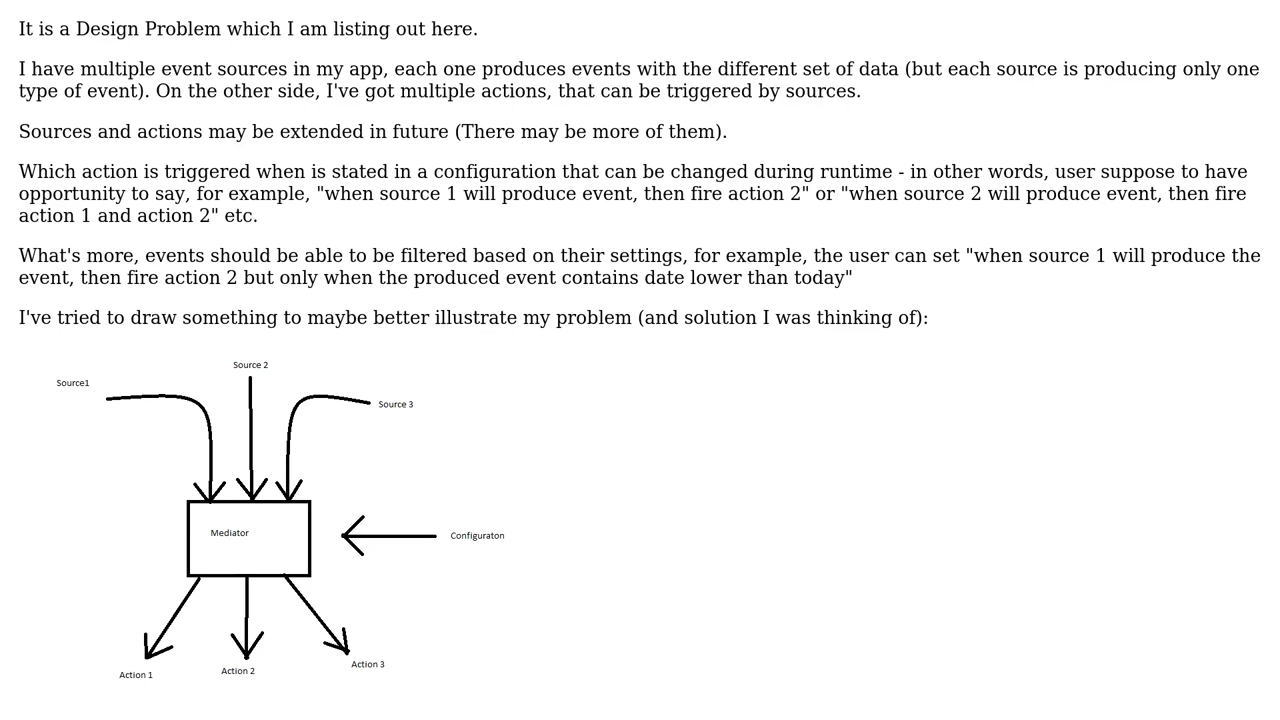 It is a Design Problem which I am listing out here.
I have multiple event sources in my app, each one produces events with the different set of data (but each source is producing only one
type of event). On the other side, I've got multiple actions, that can be triggered by sources.
Sources and actions may be extended in future (There may be more of them).
Which action is triggered when is stated in a configuration that can be changed during runtime - in other words, user suppose to have
opportunity to say, for example, "when source 1 will produce event, then fire action 2" or "when source 2 will produce event, then fire
action 1 and action 2" etc.
What's more, events should be able to be filtered based on their settings, for example, the user can set "when source 1 will produce the
event, then fire action 2 but only when the produced event contains date lower than today"
I've tried to draw something to maybe better illustrate my problem (and solution I was thinking of):
Source 2
Source1
Source 3
Mediator
Configuraton
Action 1
Action 2
Action 3